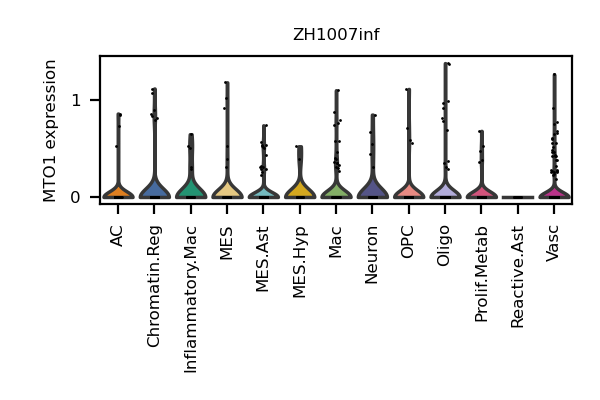 ZH1007inf
MTO1 expression
1
0
AC
Chromatin.Reg
Inflammatory.Mac
MES
MES.Ast
MES.Hyp
Mac
Neuron
OPC
Oligo
Prolif.Metab
Reactive.Ast
Vasc